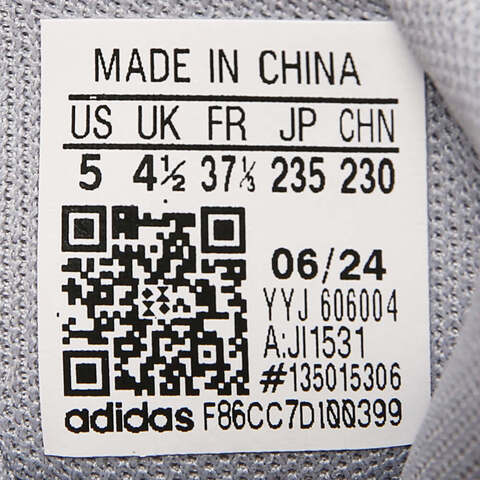 MADE IN CHINA
US UK FR JP CHN
5 4½ 37⅓ 235 230
06/24
YYJ 606004
A:JI1531
#135015306
adidas F86CC7D100399